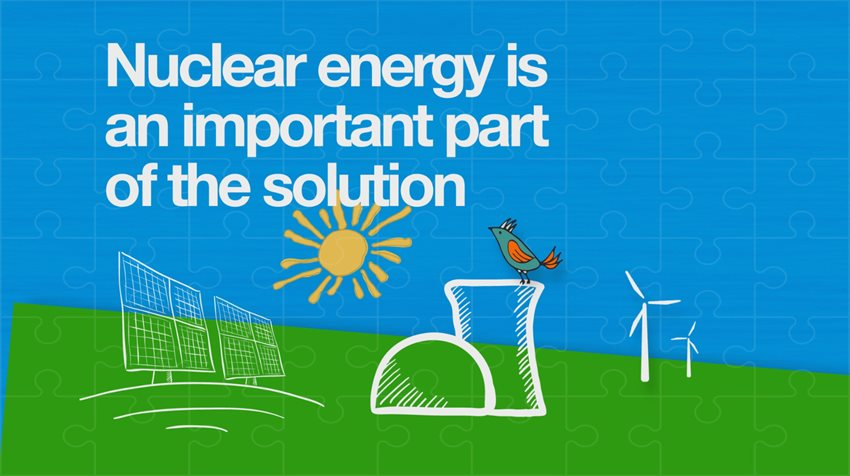 Nuclear energy is
an important part
of the solution